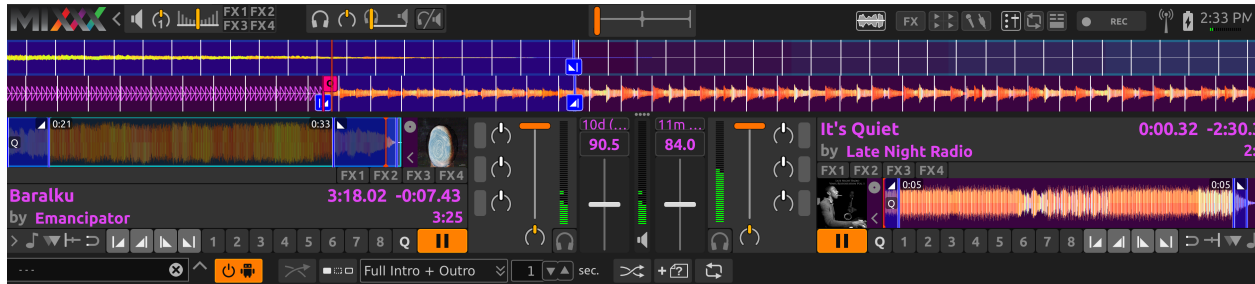 MIXXX
FX1 FX2
FX3 FX4
FX
REC
2:33 PM
Q
0:21
0:33
Q
FX1 FX2 FX3 FX4
Baralku
3:18.02 -0:07.43
by Emancipator
3:25
1 2 3 4 5 6 7 8 Q
10d (...
11m ...
90.5
84.0
It's Quiet
0:00.32 -2:30.
by Late Night Radio
2:
FX1 FX2 FX3 FX4
0:05
0:05
Q
Q 1 2 3 4 5 6 7 8
---
Full Intro + Outro
1
sec.